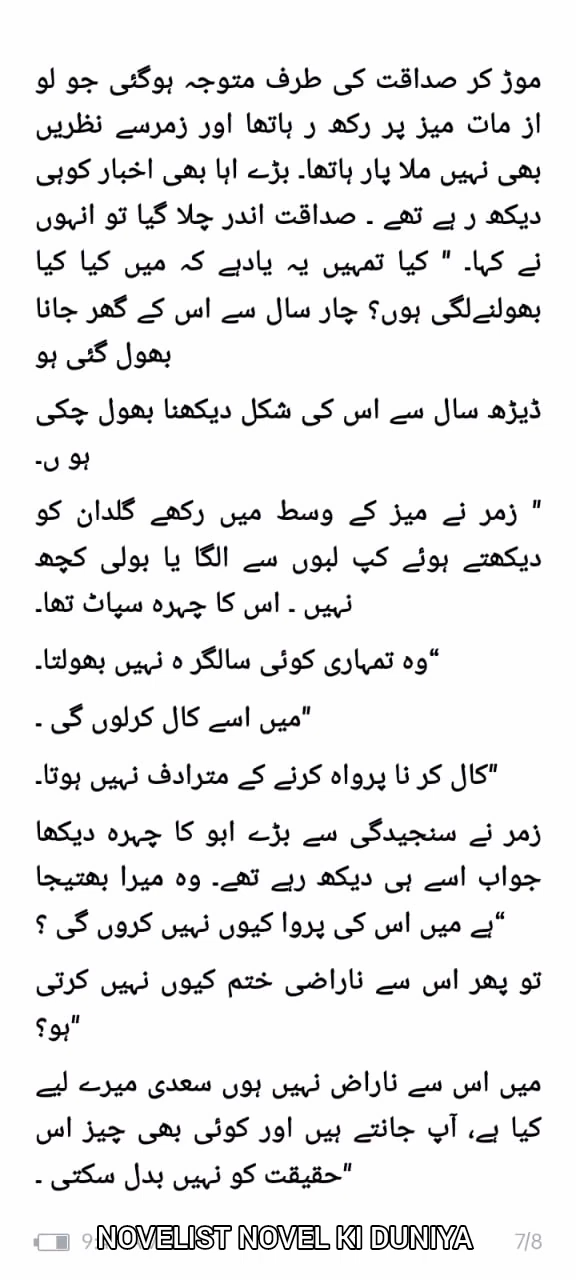 موڑ کر صداقت کی طرف متوجہ ہوگئی جو لو
از مات میز پر رکھ ر ہاتھا اور زمرسے نظریں
بھی نہیں ملا پار ہاتھا۔ بڑے اہا بھی اخبار کوہی
دیکھ ر ہے تھے ۔ صداقت اندر چلا گیا تو انہوں
نے کہا۔ " کیا تمہیں یہ یادہے کہ میں کیا کیا
بھولنےلگی ہوں؟ چار سال سے اس کے گھر جانا
بھول گئی ہو
ڈیڑھ سال سے اس کی شکل دیکھنا بھول چکی
ہو ں۔
" زمر نے میز کے وسط میں رکھے گلدان کو
دیکھتے ہوئے کپ لبوں سے الگا یا بولی کچھ
نہیں ۔ اس کا چہرہ سپاٹ تھا۔
“وہ تمہاری کوئی سالگر ہ نہیں بھولتا۔
"میں اسے کال کرلوں گی ۔
"کال کر نا پرواہ کرنے کے مترادف نہیں ہوتا۔
زمر نے سنجیدگی سے بڑے ابو کا چہرہ دیکھا
جواب اسے ہی دیکھ رہے تھے۔ وہ میرا بھتیجا
“ہے میں اس کی پروا کیوں نہیں کروں گی ؟
تو پھر اس سے ناراضی ختم کیوں نہیں کرتی
"ہو؟
میں اس سے ناراض نہیں ہوں سعدی میرے لیے
کیا ہے، آپ جانتے ہیں اور کوئی بھی چیز اس
"حقیقت کو نہیں بدل سکتی ۔
NOVELIST NOVEL KI DUNIYA 7/8